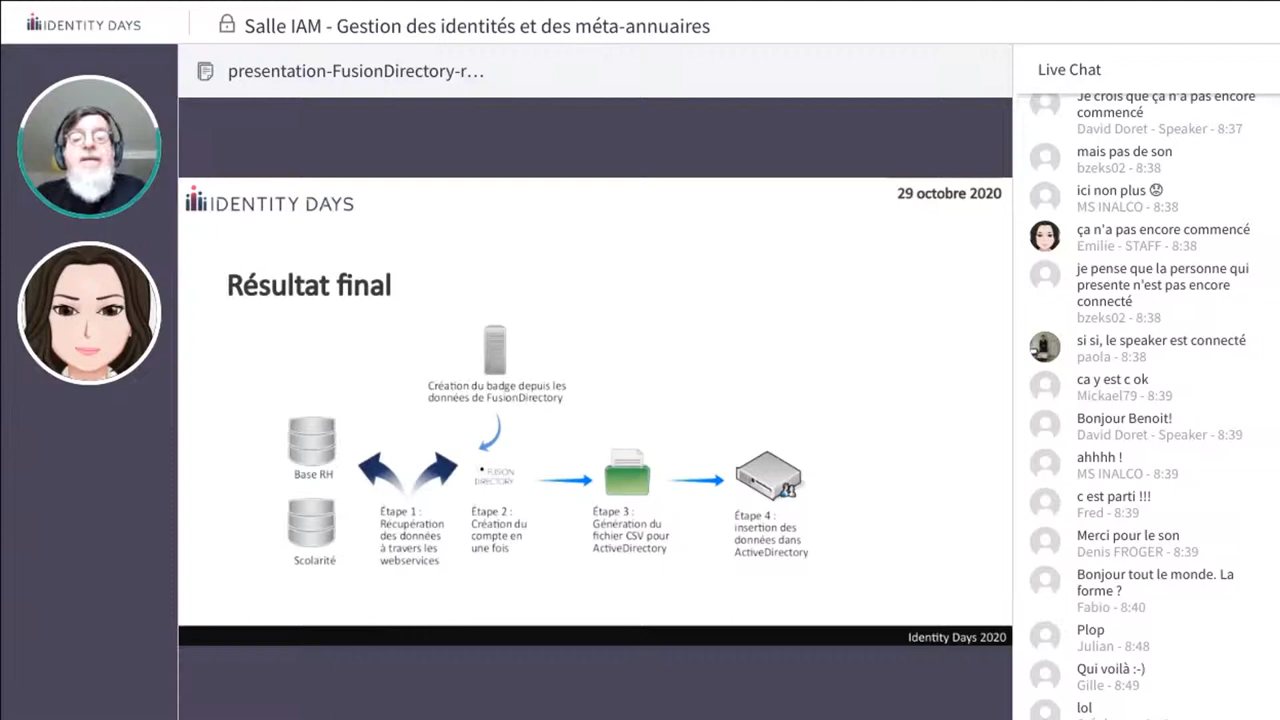 IDENTITY DAYS
Salle IAM - Gestion des identités et des méta-annuaires
presentation-FusionDirectory-r…
IDENTITY DAYS
29 octobre 2020
Résultat final
Création du badge depuis les
données de FusionDirectory
Base RH
Scolarité
Étape 1 :
Récupération
des données
à travers les
webservices
FUSION
DIRECTORY
Étape 2 :
Création du
compte en
une fois
Étape 3 :
Génération du
fichier CSV pour
ActiveDirectory
Étape 4 :
insertion des
données dans
ActiveDirectory
Identity Days 2020
Live Chat
Je crois que ça n'a pas encore
commencé
David Doret - Speaker - 8:37
mais pas de son
bzeks02 - 8:38
ici non plus 😟
MS INALCO - 8:38
ça n'a pas encore commencé
Emilie - STAFF - 8:38
je pense que la personne qui
presente n'est pas encore
connecté
bzeks02 - 8:38
si si, le speaker est connecté
paola - 8:38
ca y est c ok
Mickael79 - 8:39
Bonjour Benoit!
David Doret - Speaker - 8:39
ahhhh !
MS INALCO - 8:39
c est parti !!!
Fred - 8:39
Merci pour le son
Denis FROGER - 8:39
Bonjour tout le monde. La
forme ?
Fabio - 8:40
Plop
Julian - 8:48
Qui voilà :-)
Gille - 8:49
lol